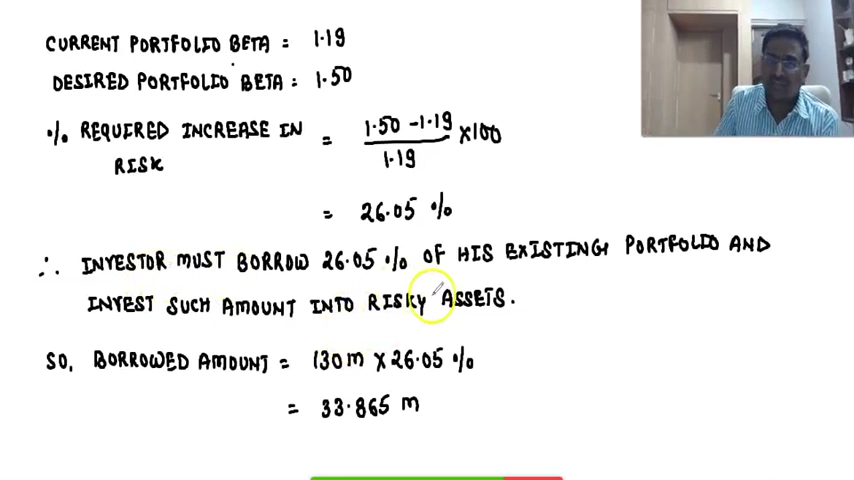 CURRENT PORTFOLIO BETA = 1.19
DESIRED PORTFOLIO BETA = 1.50
% REQUIRED INCREASE IN RISK = (1.50 - 1.19) / 1.19 × 100
= 26.05 %
∴ INVESTOR MUST BORROW 26.05 % OF HIS EXISTING PORTFOLIO AND
INVEST SUCH AMOUNT INTO RISKY ASSETS.
SO, BORROWED AMOUNT = 130 m × 26.05 %
= 33.865 m